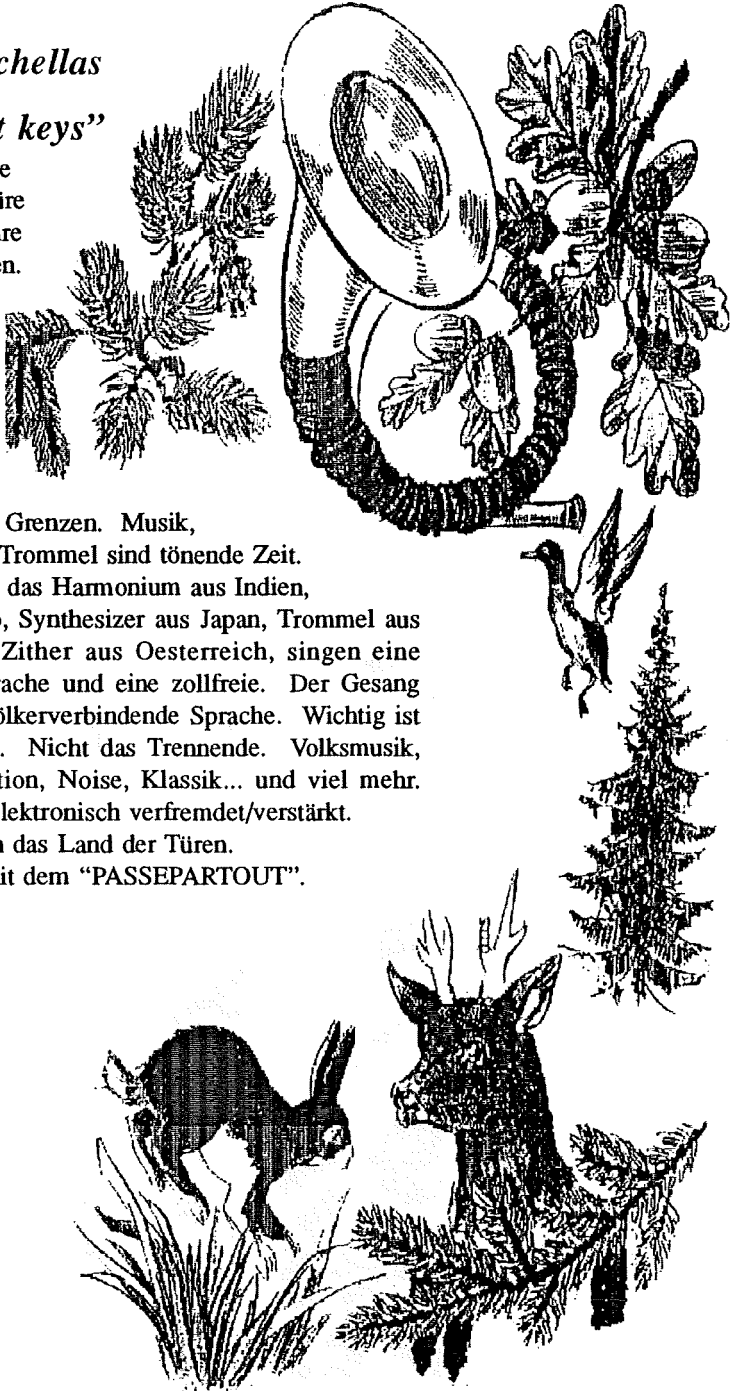 chellas
t keys”
e
ire
re
en.
Grenzen. Musik,
Trommel sind tönende Zeit.
das Harmonium aus Indien,
, Synthesizer aus Japan, Trommel aus
Zither aus Oesterreich, singen eine
rache und eine zollfreie. Der Gesang
ölkerverbindende Sprache. Wichtig ist
. Nicht das Trennende. Volksmusik,
tion, Noise, Klassik... und viel mehr.
lektronisch verfremdet/verstärkt.
das Land der Türen.
it dem “PASSEPARTOUT”.